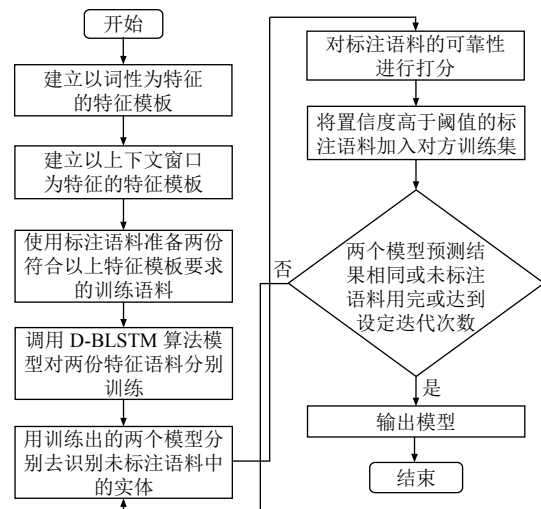 开始
建立以词性为特征
的特征模板
建立以上下文窗口
为特征的特征模板
使用标注语料准备两份
符合以上特征模板要求
的训练语料
调用 D-BLSTM 算法模
型对两份特征语料分别
训练
用训练出的两个模型分
别去识别未标注语料中
的实体
对标注语料的可靠性
进行打分
将置信度高于阈值的标
注语料加入对方训练集
否
两个模型预测结
果相同或未标注
语料用完或达到
设定迭代次数
是
输出模型
结束